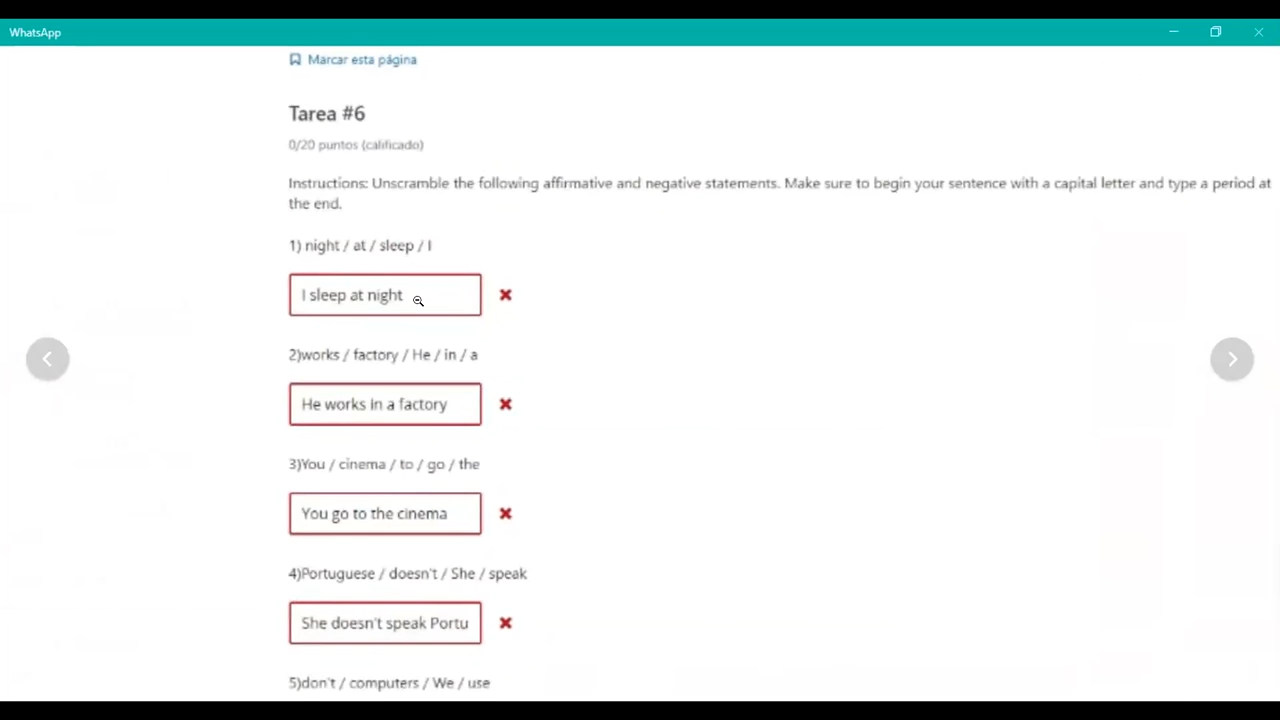 WhatsApp
Marcar esta página
Tarea #6
0/20 puntos (calificado)
Instructions: Unscramble the following affirmative and negative statements. Make sure to begin your sentence with a capital letter and type a period at
the end.
1) night / at / sleep / I
I sleep at night
2)works / factory / He / in / a
He works in a factory
3)You / cinema / to / go / the
You go to the cinema
4)Portuguese / doesn't / She / speak
She doesn't speak Portu
5)don't / computers / We / use